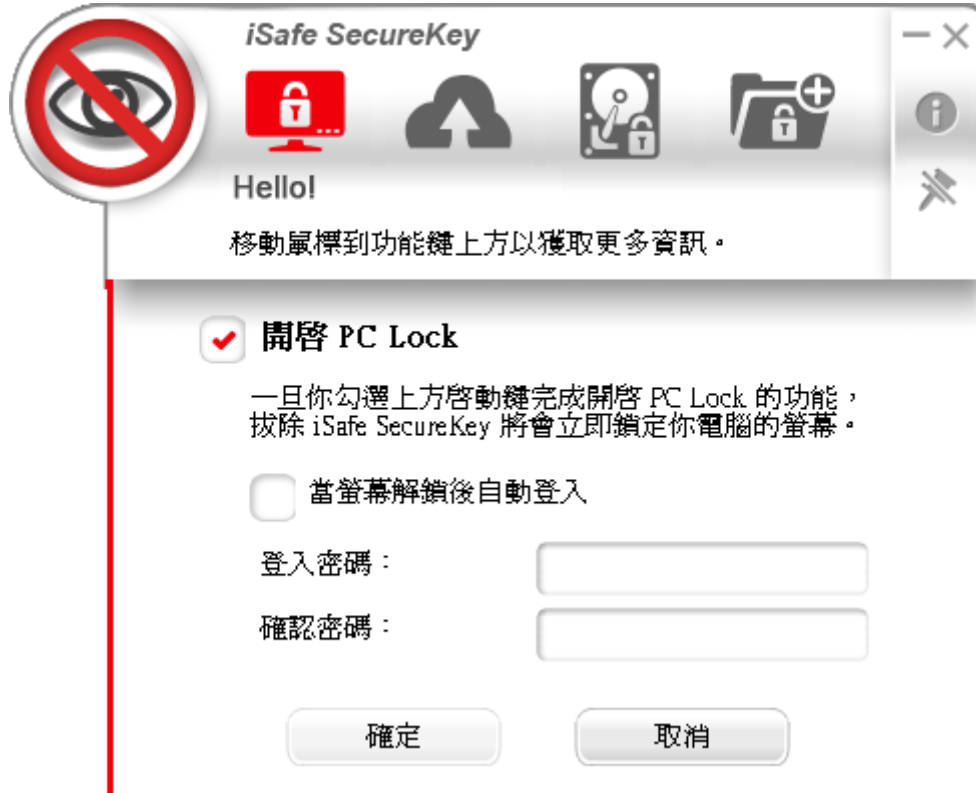 iSafe SecureKey
Hello!
移動鼠標到功能鍵上方以獲取更多資訊。
開啓 PC Lock
一旦你勾選上方啓動鍵完成開啓 PC Lock 的功能，
拔除 iSafe SecureKey 將會立即鎖定你電腦的螢幕。
當螢幕解鎖後自動登入
登入密碼：
確認密碼：
確定
取消